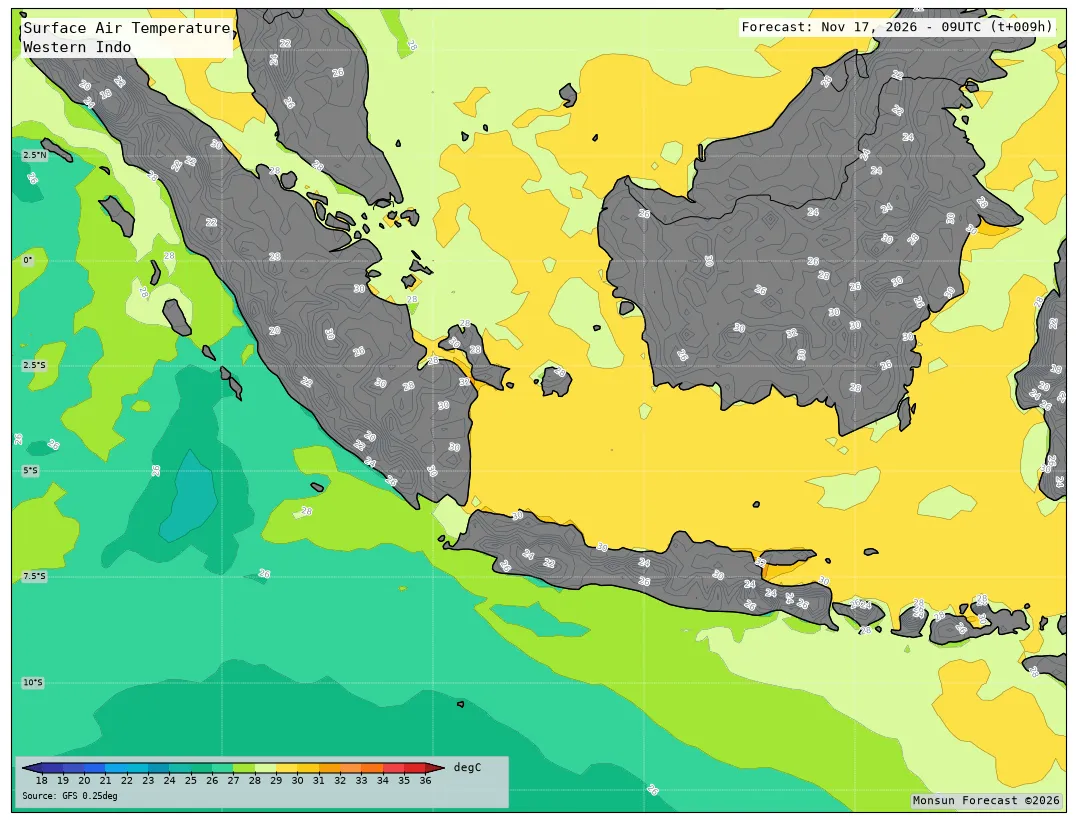 Surface Air Temperature
Western Indo
Forecast: Nov 17, 2026 - 09UTC (t+009h)
2.5°N
0°
2.5°S
5°S
7.5°S
10°S
degC
18 19 20 21 22 23 24 25 26 27 28 29 30 31 32 33 34 35 36
Source: GFS 0.25deg
Monsun Forecast ©2026